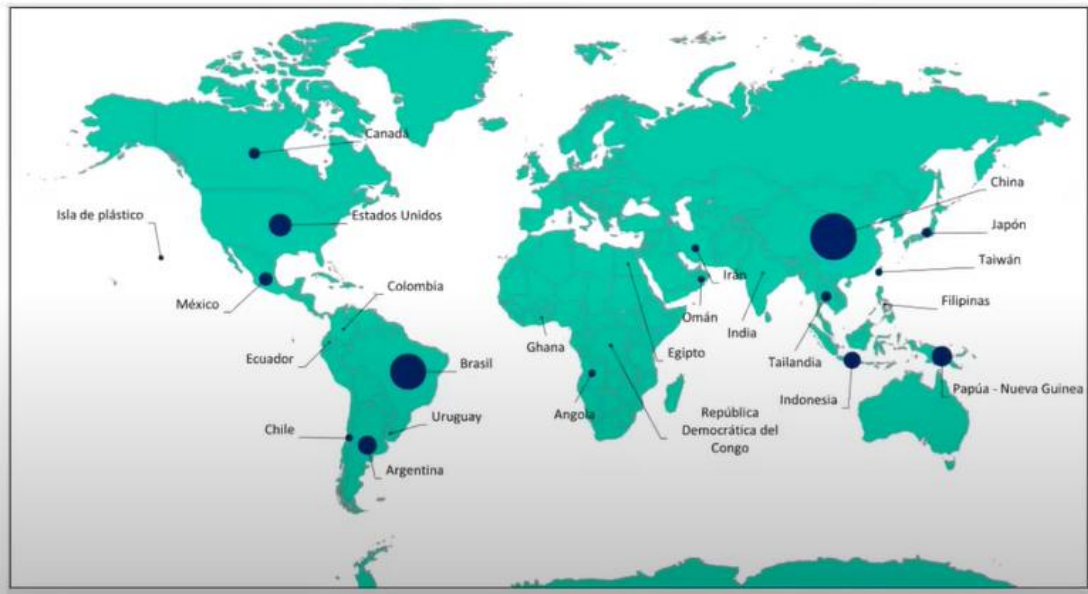 Canadá
China
Isla de plástico
Estados Unidos
Japón
Taiwán
México
Colombia
Irán
Omán
India
Filipinas
Ecuador
Brasil
Ghana
Egipto
Tailandia
Indonesia
Papúa - Nueva Guinea
Chile
Uruguay
Angola
República
Democrática del
Congo
Argentina